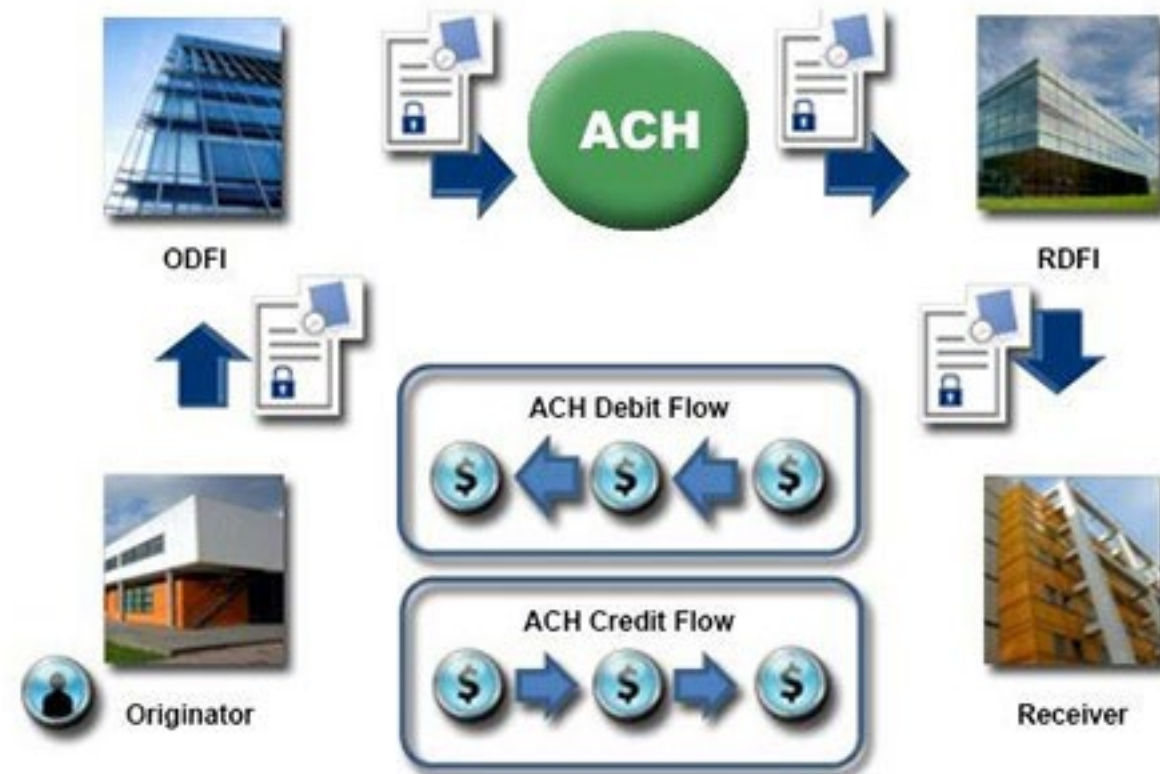 ACH
ODFI
RDFI
ACH Debit Flow
$ $ $
ACH Credit Flow
$ $ $
Originator
Receiver